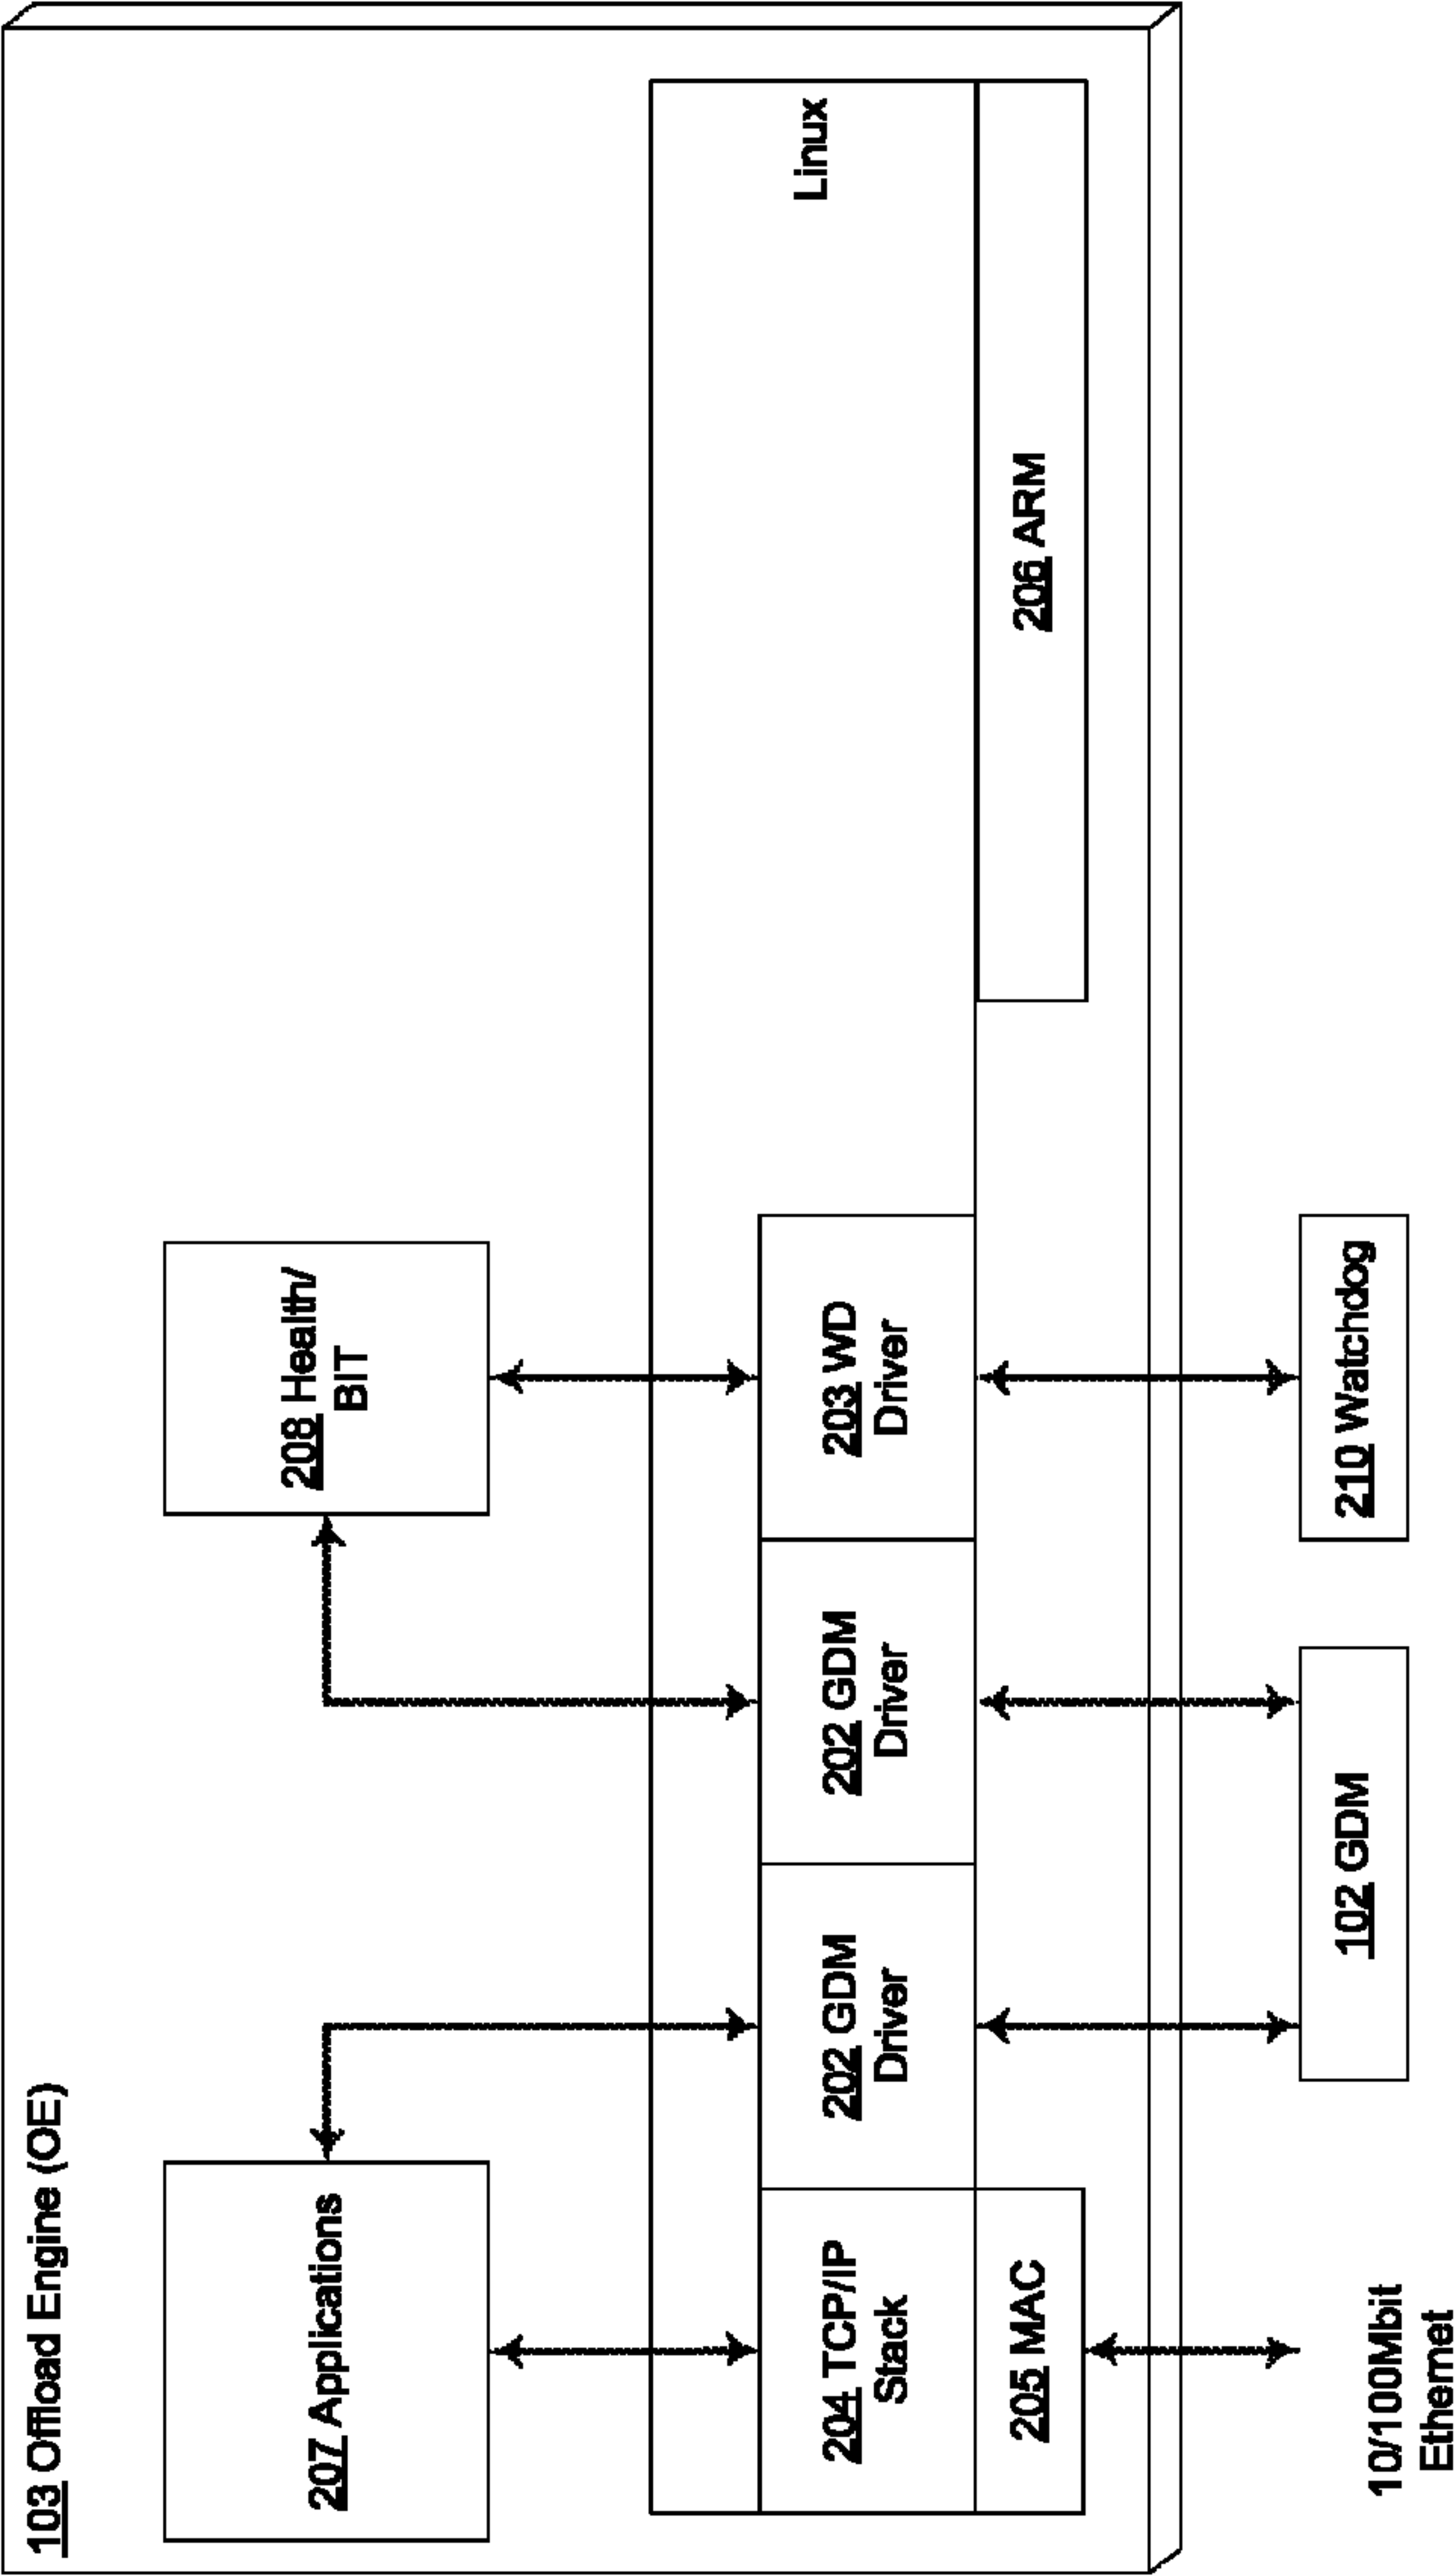 103 Offload Engine (OE)
207 Applications
208 Health/
BIT
Linux
204 TCP/IP
Stack
202 GDM
Driver
202 GDM
Driver
203 WD
Driver
205 MAC
206 ARM
10/100Mbit
Ethernet
102 GDM
210 Watchdog